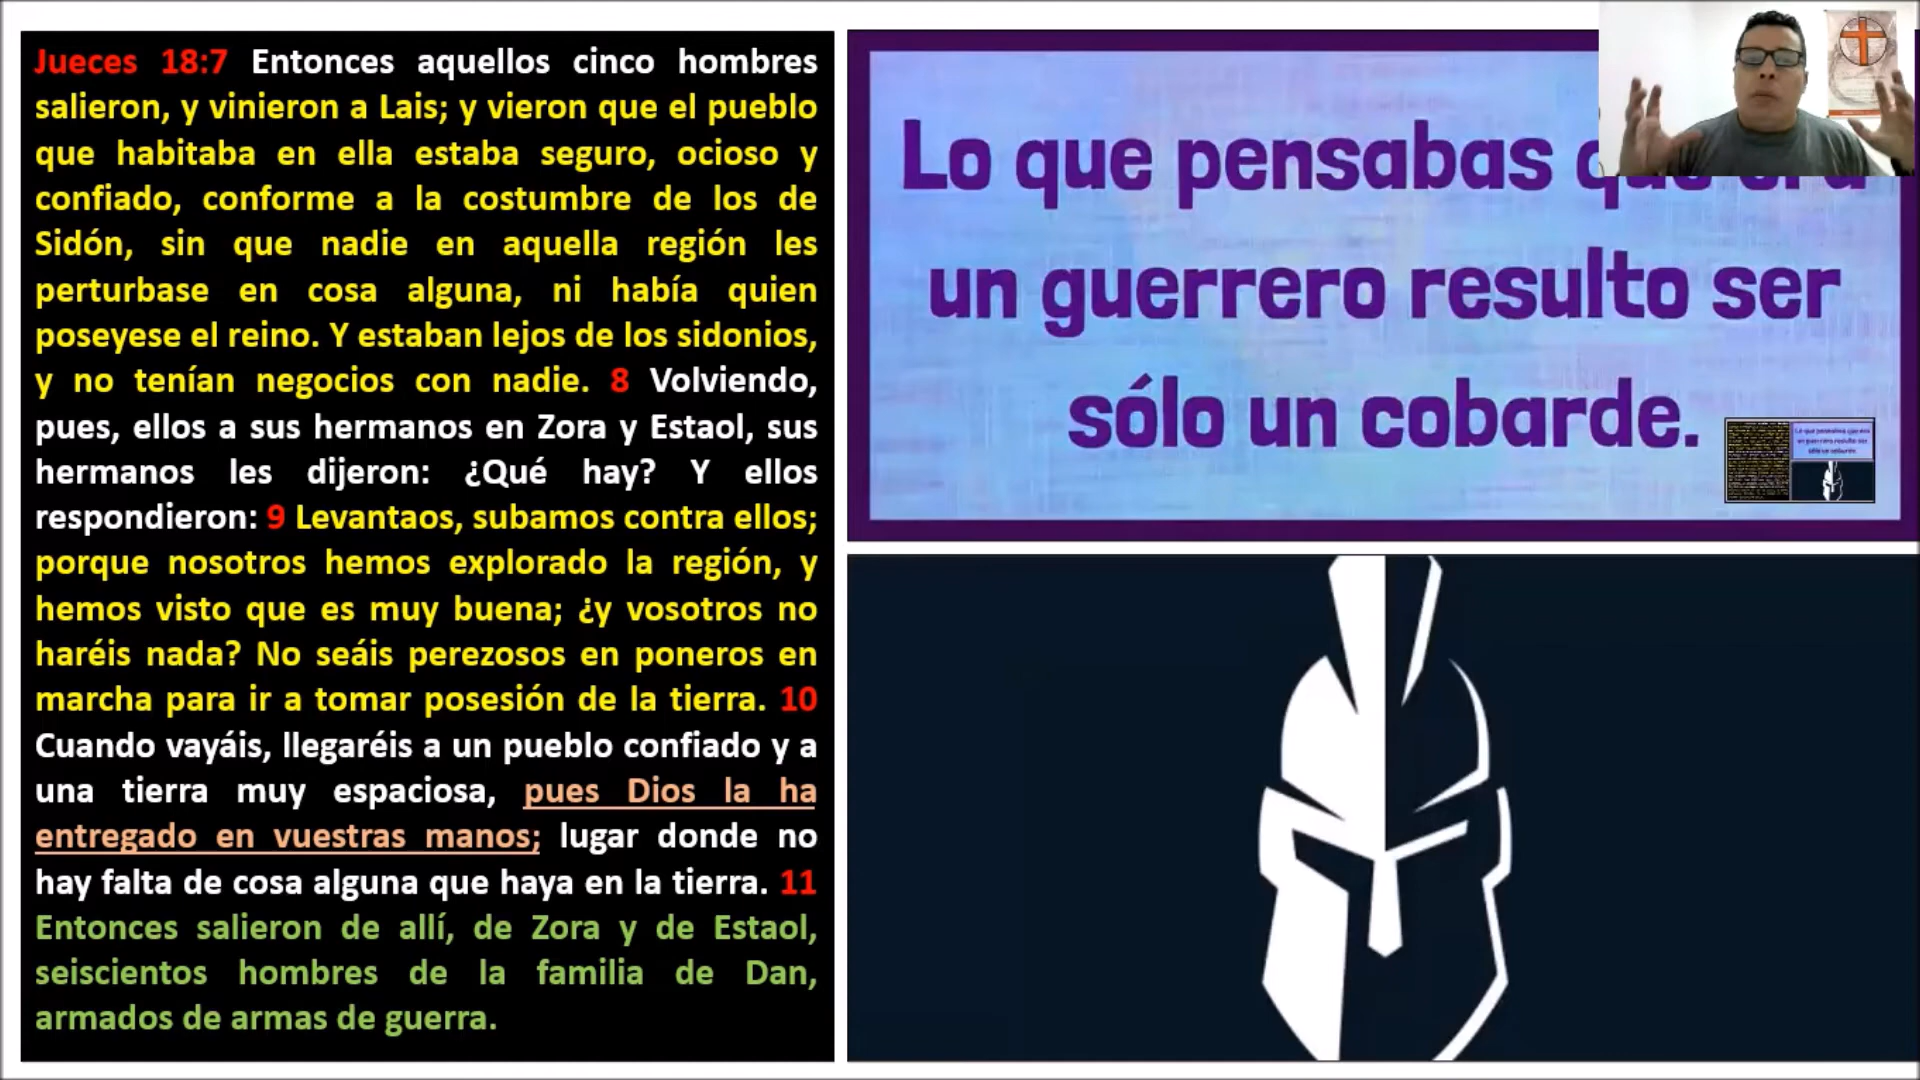 Jueces 18:7 Entonces aquellos cinco hombres
salieron, y vinieron a Lais; y vieron que el pueblo
que habitaba en ella estaba seguro, ocioso y
confiado, conforme a la costumbre de los de
Sidón, sin que nadie en aquella región les
perturbase en cosa alguna, ni había quien
poseyese el reino. Y estaban lejos de los sidonios,
y no tenían negocios con nadie. 8 Volviendo,
pues, ellos a sus hermanos en Zora y Estaol, sus
hermanos les dijeron: ¿Qué hay? Y ellos
respondieron: 9 Levantaos, subamos contra ellos;
porque nosotros hemos explorado la región, y
hemos visto que es muy buena; ¿y vosotros no
haréis nada? No seáis perezosos en poneros en
marcha para ir a tomar posesión de la tierra. 10
Cuando vayáis, llegaréis a un pueblo confiado y a
una tierra muy espaciosa, pues Dios la ha
entregado en vuestras manos; lugar donde no
hay falta de cosa alguna que haya en la tierra. 11
Entonces salieron de allí, de Zora y de Estaol,
seiscientos hombres de la familia de Dan,
armados de armas de guerra.
Lo que pensabas que era
un guerrero resulto ser
sólo un cobarde.